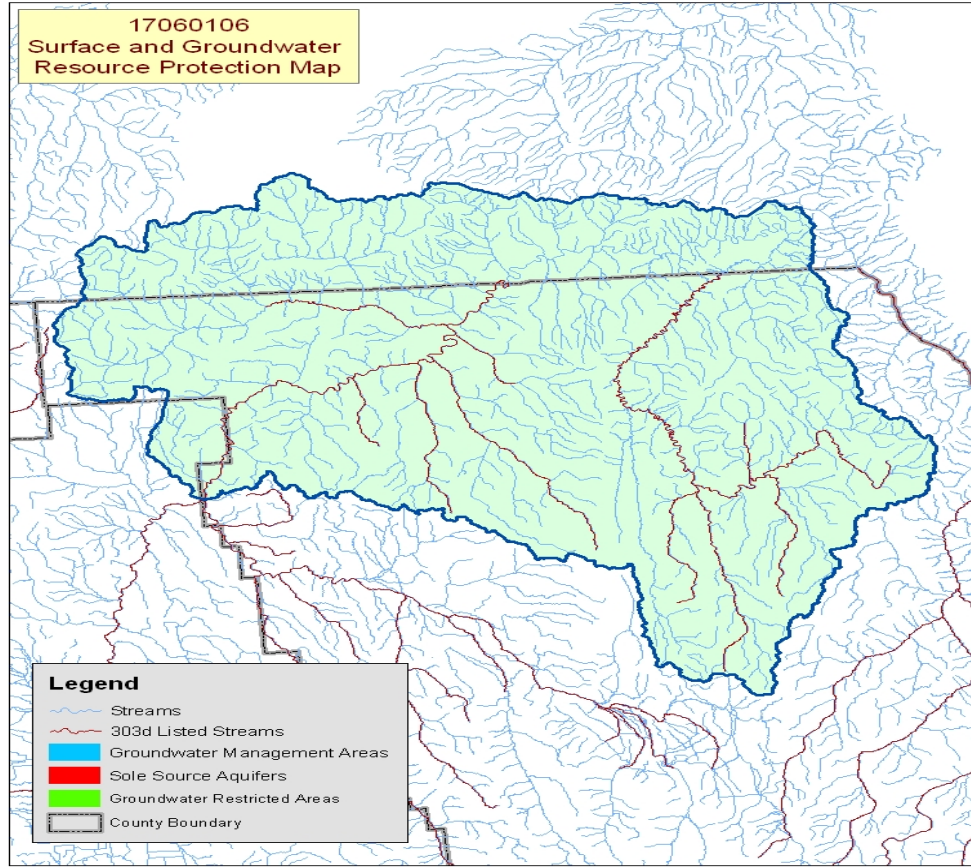 17060106
Surface and Groundwater
Resource Protection Map
Legend
Streams
303d Listed Streams
Groundwater Management Areas
Sole Source Aquifers
Groundwater Restricted Areas
County Boundary